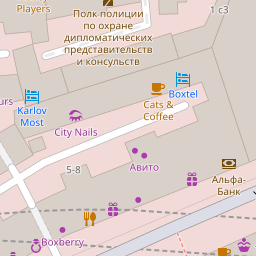 Players
1 с3
Полк полиции
по охране
дипломатических
представительств
и консульств
Boxtel
Karlov
Most
Cats &
Coffee
City Nails
Авито
5-8
Альфа-
Банк
Boxberry